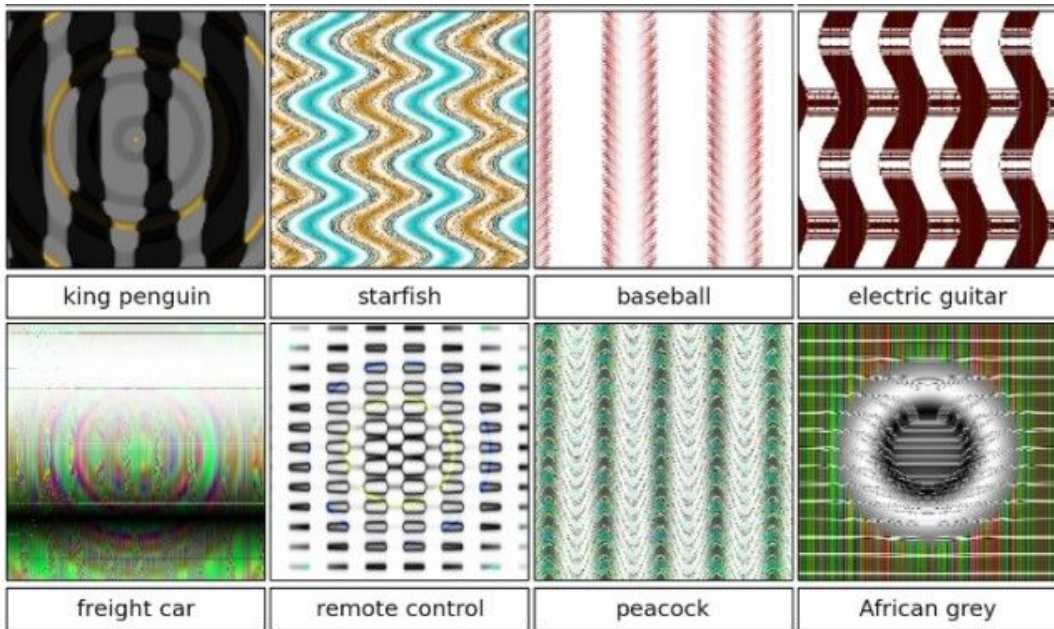 king penguin
starfish
baseball
electric guitar
freight car
remote control
peacock
African grey